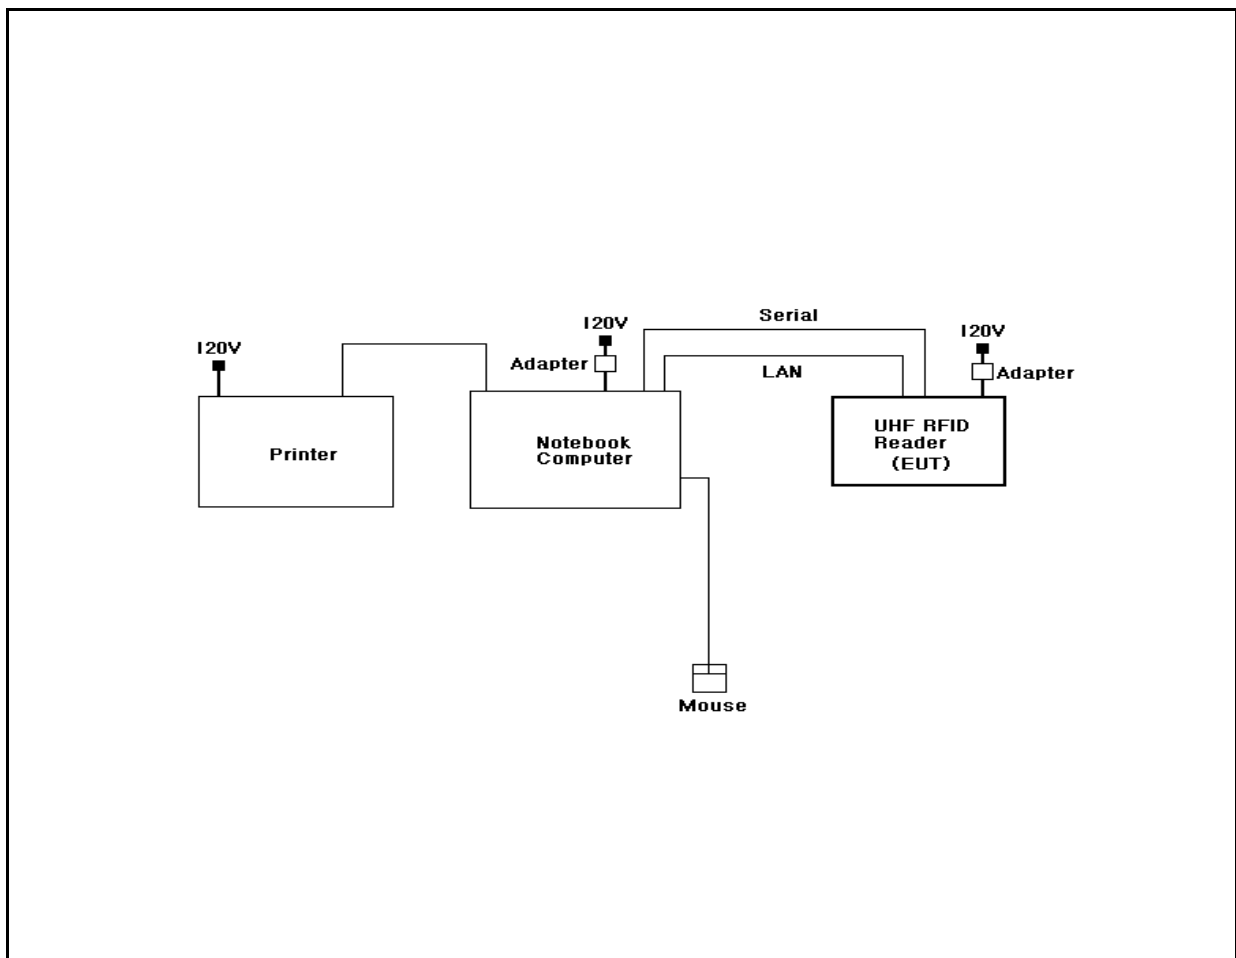 120V
Printer
120V
Adapter
Notebook
Computer
Serial
LAN
120V
Adapter
UHF RFID
Reader
(EUT)
Mouse